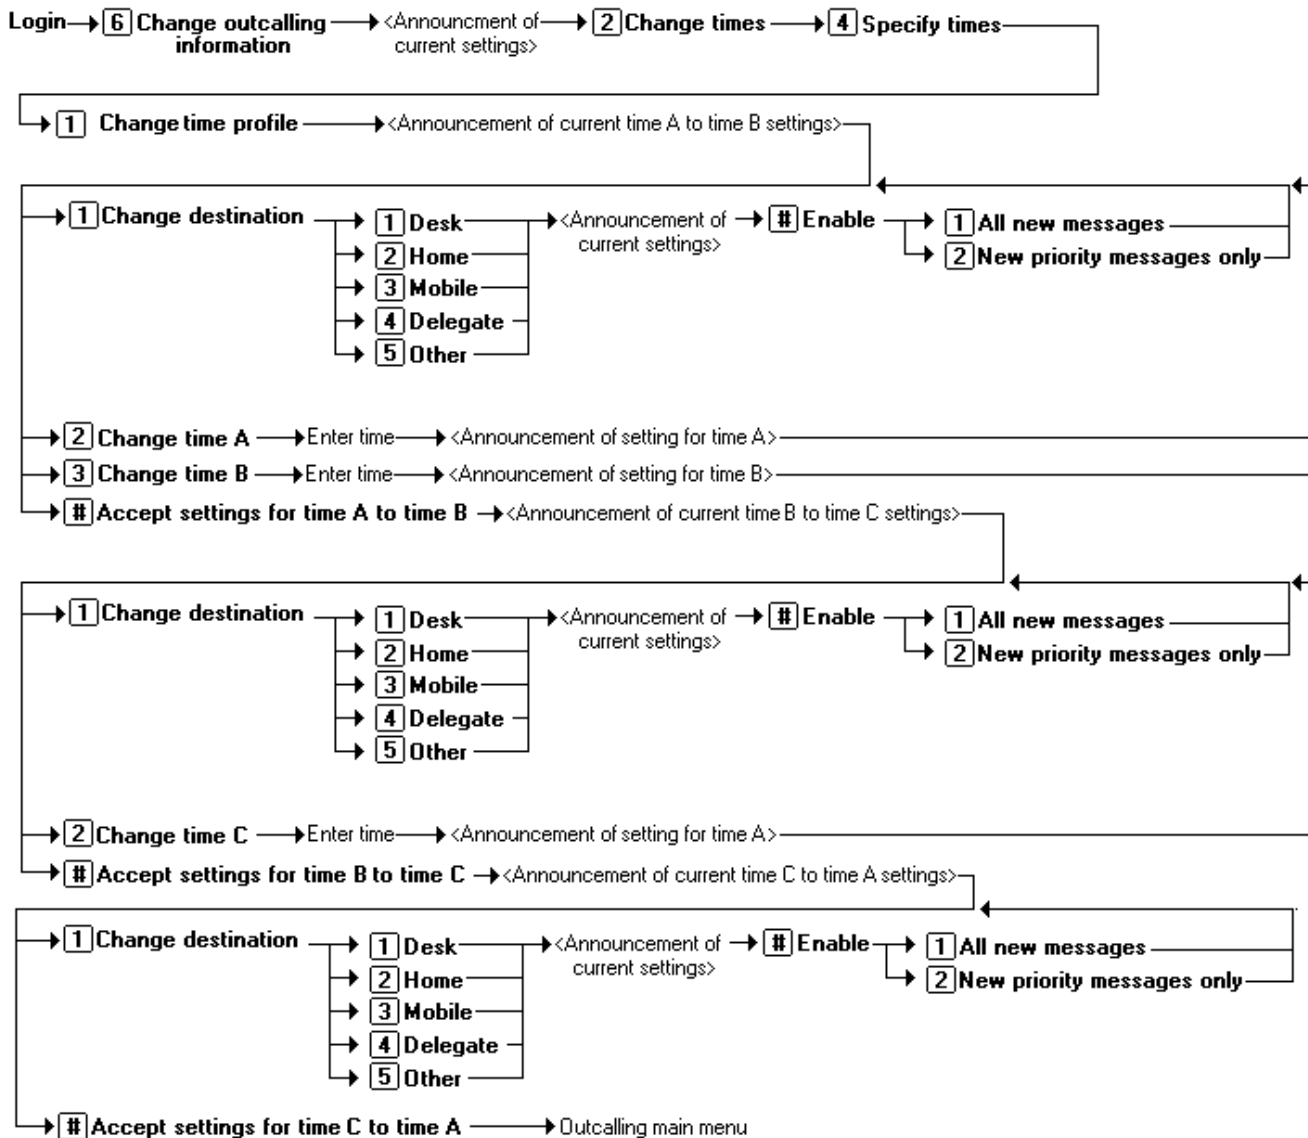 Login 6 Change outcalling <Announcment of 2 Change times 4 Specify times
information current settings>
1 Change time profile <Announcement of current time A to time B settings>
1 Change destination 1 Desk <Announcement of # Enable 1 All new messages
current settings>
2 Home 2 New priority messages only
3 Mobile
4 Delegate
5 Other
2 Change time A Enter time <Announcement of setting for time A>
3 Change time B Enter time <Announcement of setting for time B>
# Accept settings for time A to time B <Announcement of current time B to time C settings>
1 Change destination 1 Desk <Announcement of # Enable 1 All new messages
current settings>
2 Home 2 New priority messages only
3 Mobile
4 Delegate
5 Other
2 Change time C Enter time <Announcement of setting for time A>
# Accept settings for time B to time C <Announcement of current time C to time A settings>
1 Change destination 1 Desk <Announcement of # Enable 1 All new messages
current settings>
2 Home 2 New priority messages only
3 Mobile
4 Delegate
5 Other
# Accept settings for time C to time A Outcalling main menu